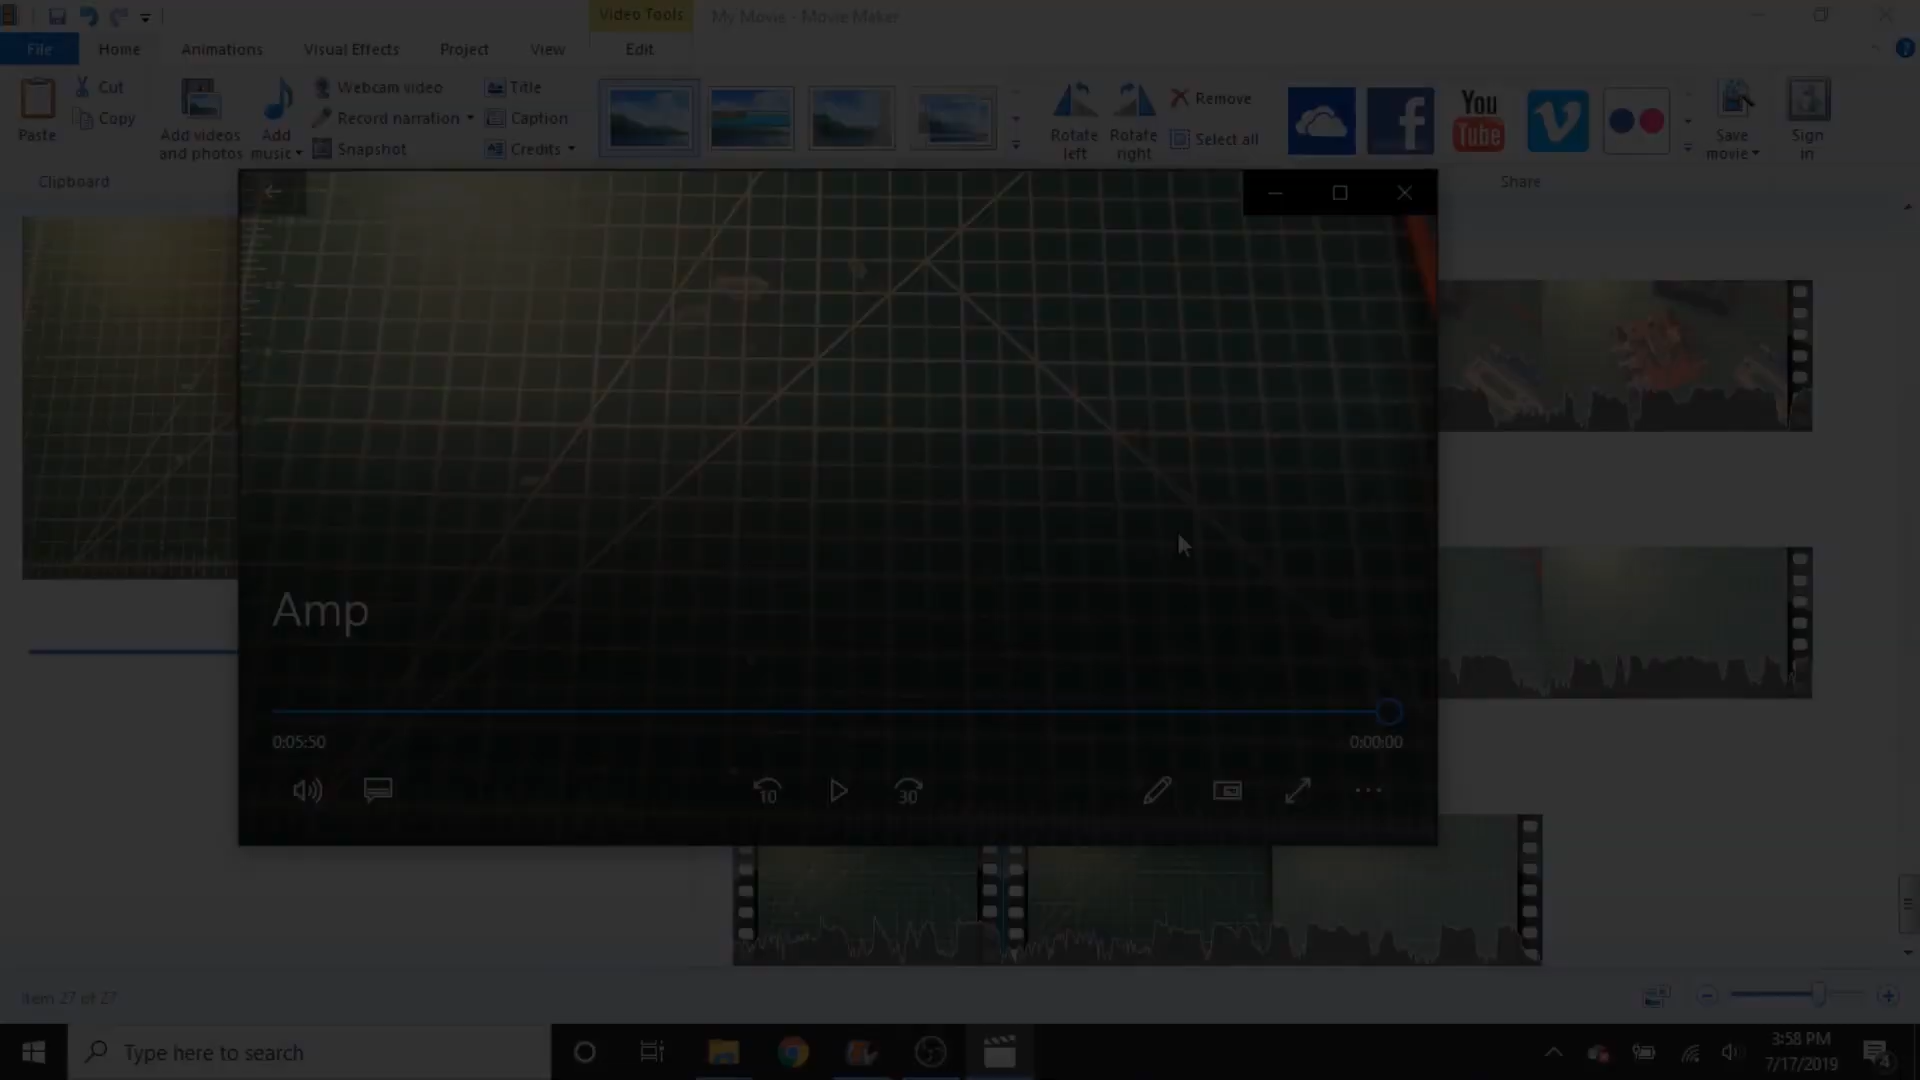 Video Tools
My Movie - Movie Maker
File
Home
Animations
Visual Effects
Project
View
Edit
Paste
Cut
Copy
Clipboard
Add videos
and photos
Add
music
Webcam video
Record narration
Snapshot
Title
Caption
Credits
Rotate
left
Rotate
right
Remove
Select all
You
Tube
Save
movie
Sign
in
Share
Amp
0:05:50
0:00:00
10
30
Item 27 of 27
Type here to search
3:58 PM
7/17/2019
4